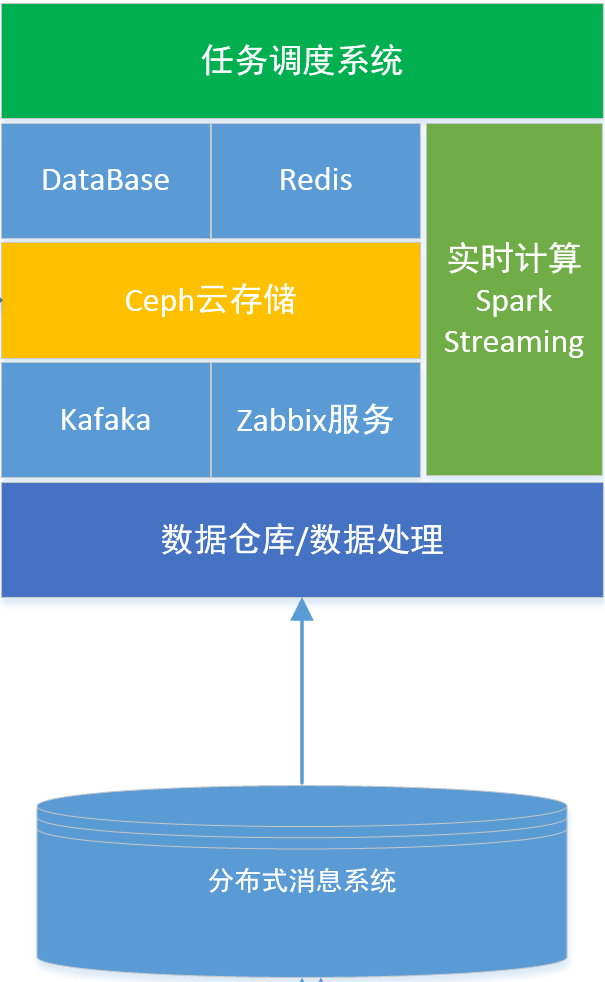 任务调度系统
DataBase
Redis
Ceph云存储
实时计算
Spark
Streaming
Kafaka
Zabbix服务
数据仓库/数据处理
分布式消息系统